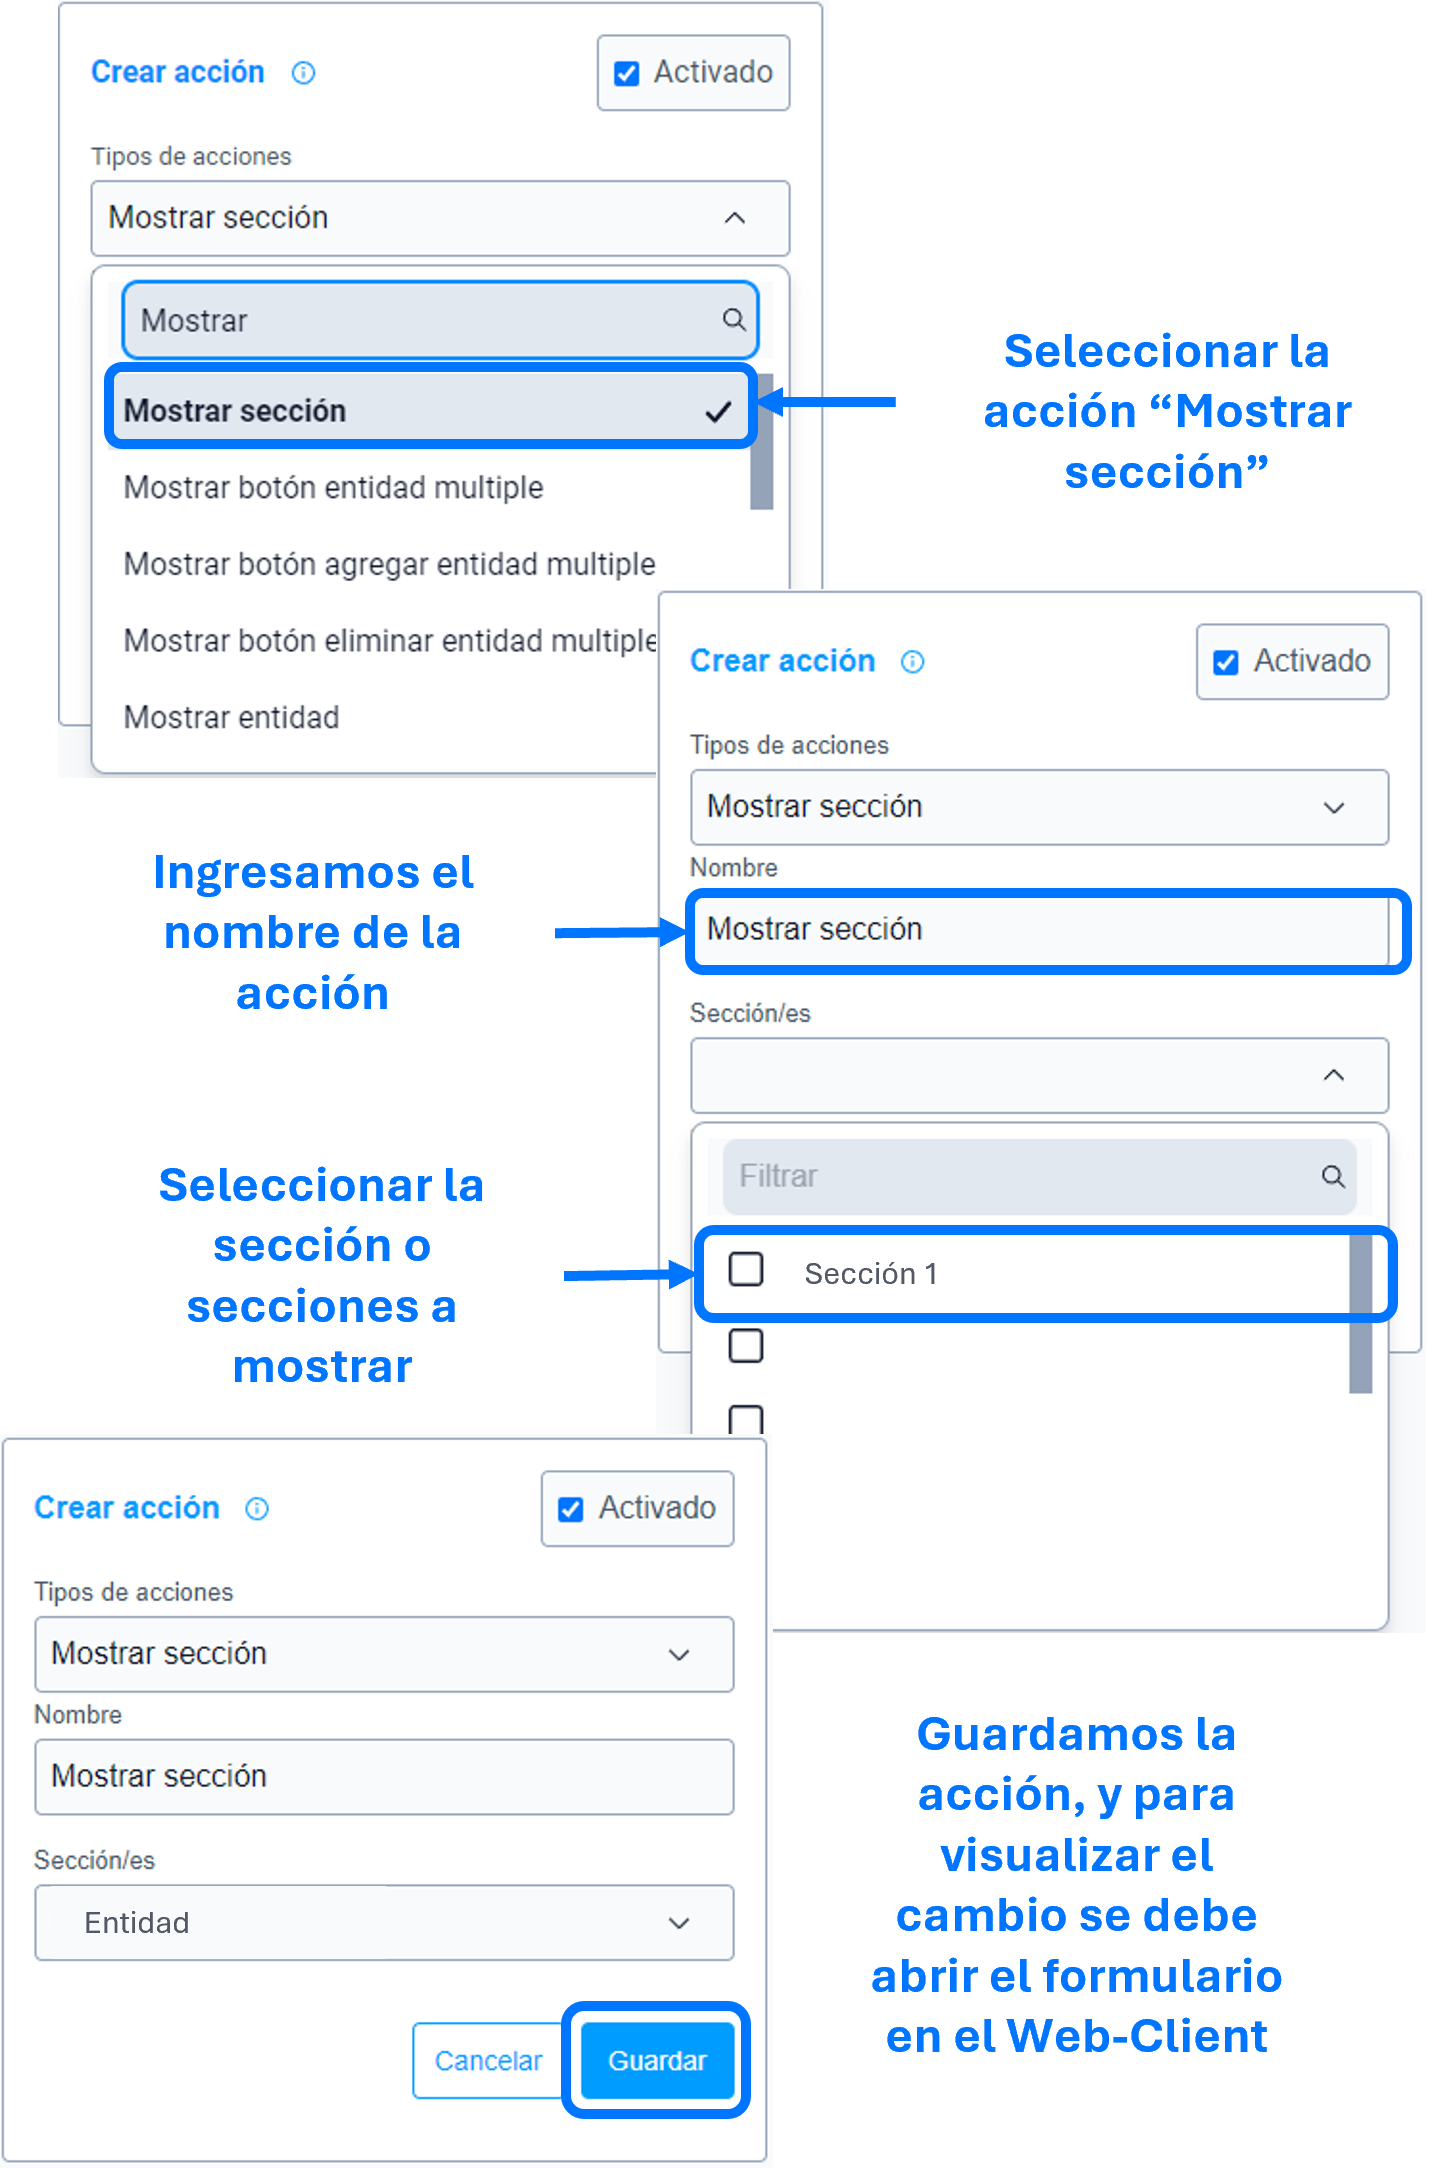 Crear acción
Activado
Tipos de acciones
Mostrar sección
Mostrar
Mostrar sección
Mostrar botón entidad multiple
Mostrar botón agregar entidad multiple
Mostrar botón eliminar entidad multiple
Mostrar entidad
Seleccionar la
acción “Mostrar
sección”
Crear acción
Activado
Tipos de acciones
Mostrar sección
Nombre
Mostrar sección
Sección/es
Filtrar
Sección 1
Ingresamos el
nombre de la
acción
Seleccionar la
sección o
secciones a
mostrar
Crear acción
Activado
Tipos de acciones
Mostrar sección
Nombre
Mostrar sección
Sección/es
Entidad
Cancelar
Guardar
Guardamos la
acción, y para
visualizar el
cambio se debe
abrir el formulario
en el Web-Client